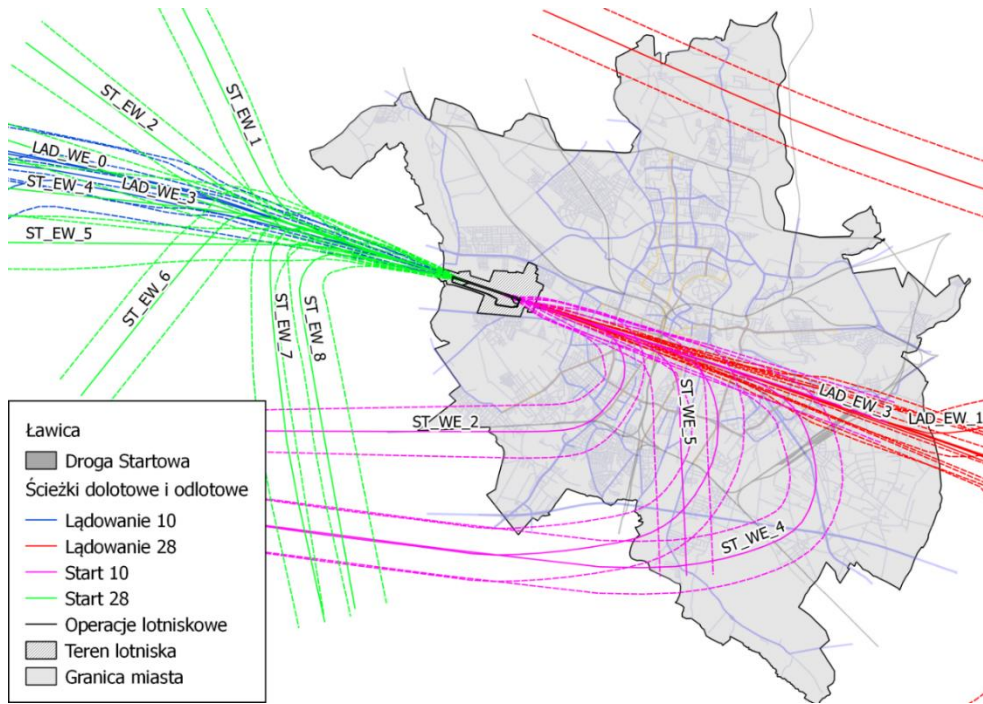 ST_EW_1
ST_EW_2
LAD_WE_0
LAD_WE_3
ST_EW_4
ST_EW_5
ST_EW_6
ST_EW_7
ST_EW_8
ST_WE_2
ST_WE_5
LAD_EW_3
LAD_EW_1
ST_WE_4
Ławica
Droga Startowa
Ścieżki dolotowe i odlotowe
Lądowanie 10
Lądowanie 28
Start 10
Start 28
Operacje lotniskowe
Teren lotniska
Granica miasta